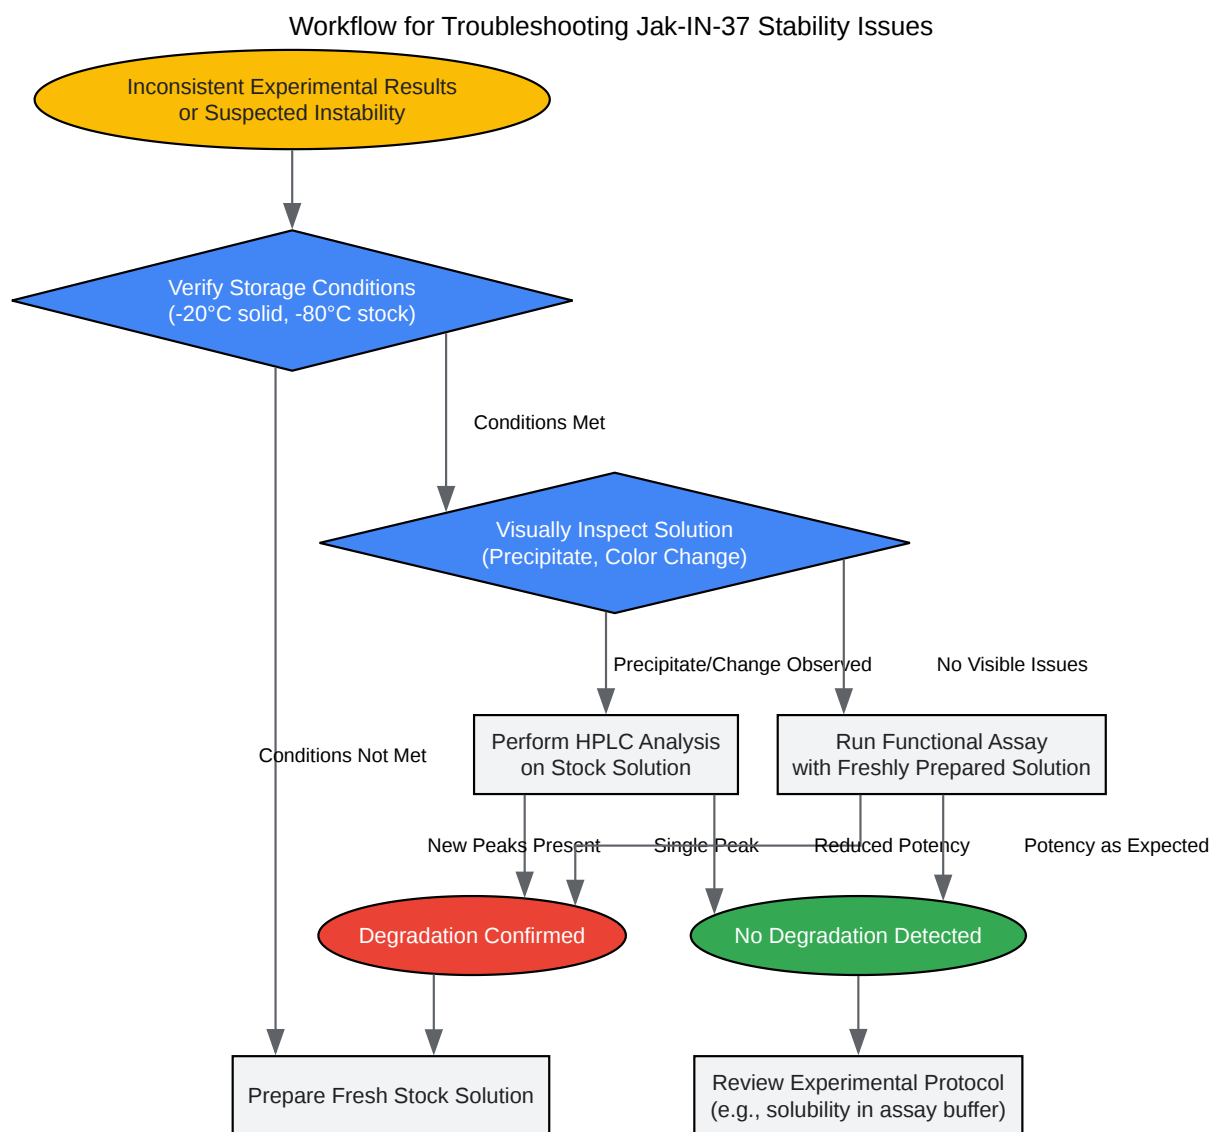 Workflow for Troubleshooting Jak-IN-37 Stability Issues
Inconsistent Experimental Results
or Suspected Instability
Verify Storage Conditions
(-20°C solid, -80°C stock)
Conditions Met
Visually Inspect Solution
(Precipitate, Color Change)
Precipitate/Change Observed
No Visible Issues
Perform HPLC Analysis
on Stock Solution
Run Functional Assay
with Freshly Prepared Solution
Conditions Not Met
New Peaks Present
Single Peak
Reduced Potency
Potency as Expected
Degradation Confirmed
No Degradation Detected
Prepare Fresh Stock Solution
Review Experimental Protocol
(e.g., solubility in assay buffer)